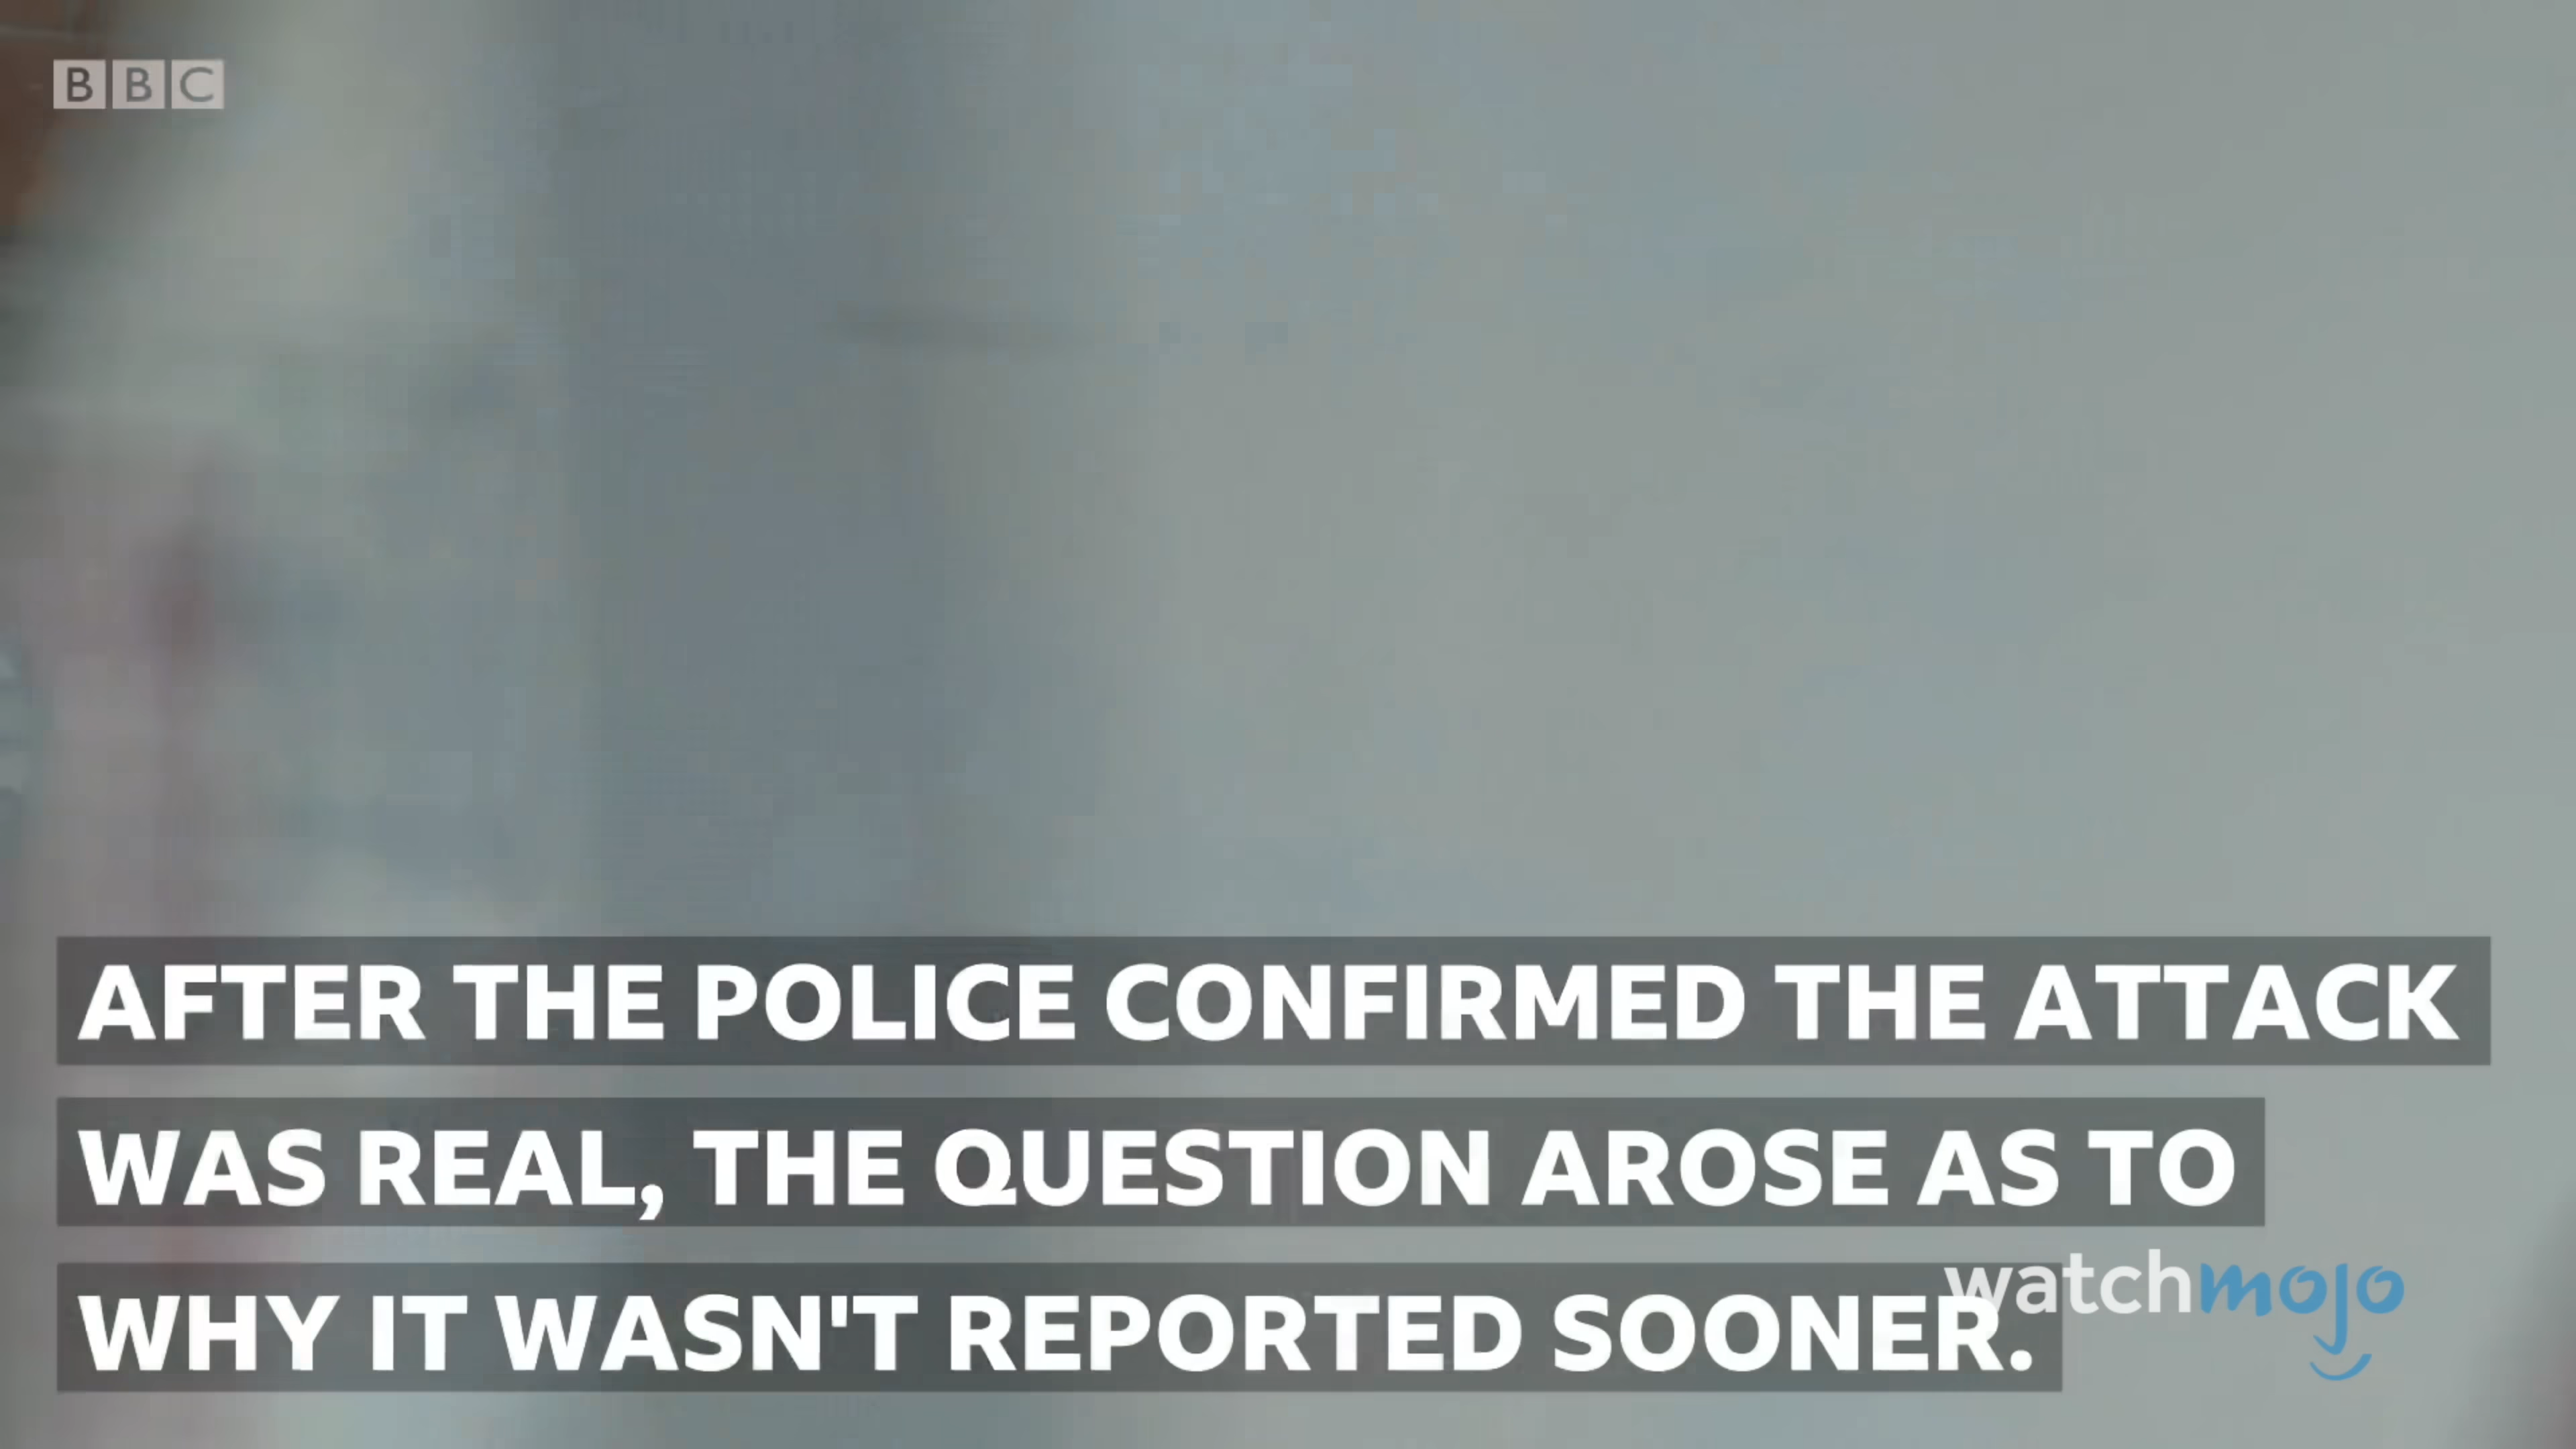 BBC
AFTER THE POLICE CONFIRMED THE ATTACK
WAS REAL, THE QUESTION AROSE AS TO
WHY IT WASN'T REPORTED SOONER.
watchmojo